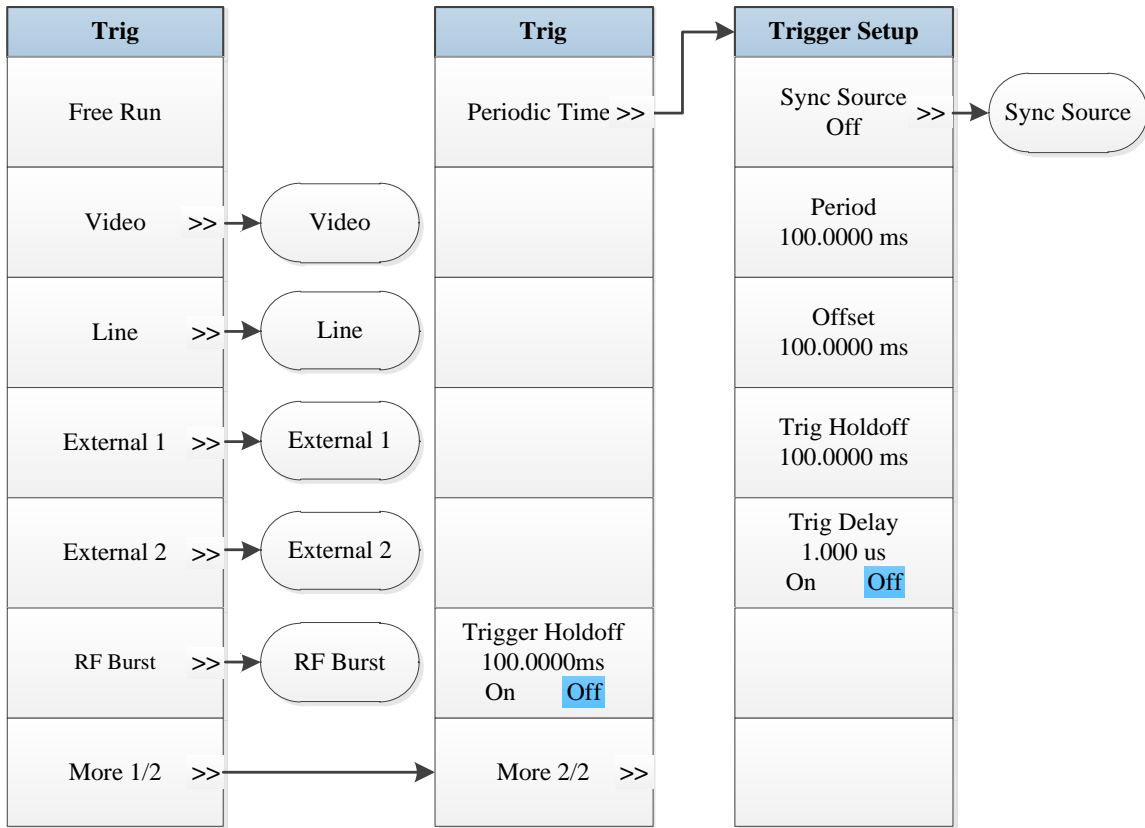 Trig
Free Run
Video >>
Video
Line >>
Line
External 1 >>
External 1
External 2 >>
External 2
RF Burst >>
RF Burst
More 1/2 >>
Trig
Periodic Time >>
Trigger Holdoff
100.0000ms
On Off
More 2/2 >>
Trigger Setup
Sync Source
Off >>
Sync Source
Period
100.0000 ms
Offset
100.0000 ms
Trig Holdoff
100.0000 ms
Trig Delay
1.000 us
On Off